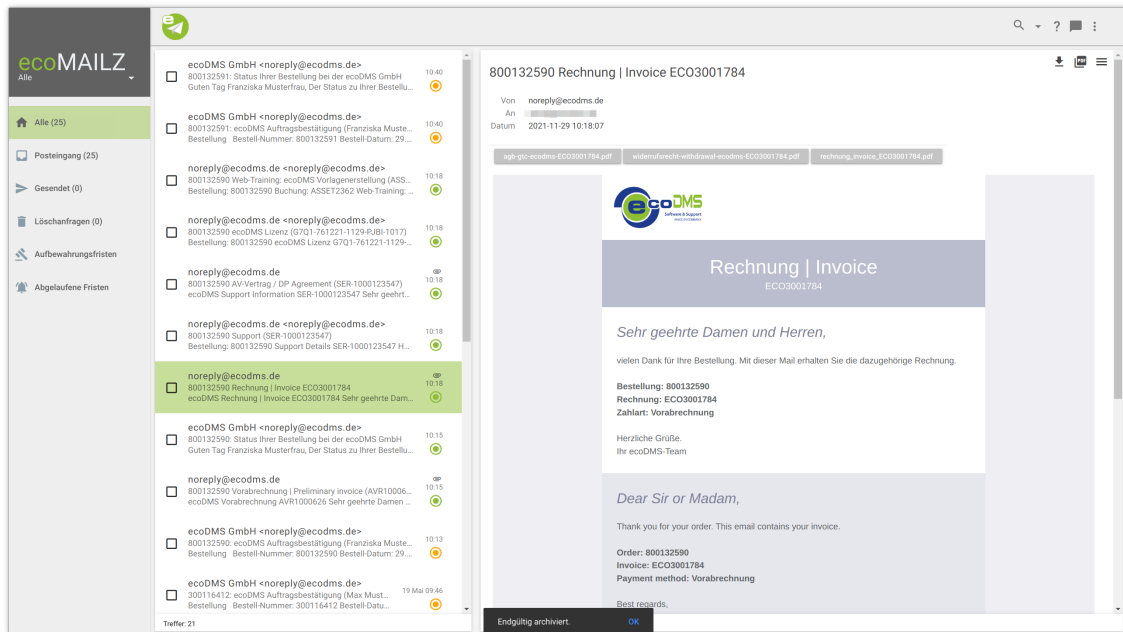 ecoMAILZ
Alle
Alle (25)
Posteingang (25)
Gesendet (0)
Löschanfragen (0)
Aufbewahrungsfristen
Abgelaufene Fristen
ecoDMS GmbH <noreply@ecodms.de>
800132591: Status Ihrer Bestellung bei der ecoDMS GmbH
10:40
Guten Tag Franziska Musterfrau, Der Status zu Ihrer Bestellu...
ecoDMS GmbH <noreply@ecodms.de>
800132591: ecoDMS Auftragsbestätigung (Franziska Muste...
10:40
Bestellung Bestell-Nummer: 800132591 Bestell-Datum: 29....
noreply@ecodms.de <noreply@ecodms.de>
800132590 Web-Training: ecoDMS Vorlagenerstellung (ASS...
10:18
Bestellung: 800132590 Buchung: ASSET2362 Web-Training: ...
noreply@ecodms.de <noreply@ecodms.de>
800132590 ecoDMS Lizenz (G7Q1-761221-1129-PJBI-1017)
10:18
Bestellung: 800132590 ecoDMS Lizenz G7Q1-761221-1129-...
noreply@ecodms.de
800132590 AV-Vertrag / DP Agreement (SER-1000123547)
10:18
ecoDMS Support Information SER-1000123547 Sehr geehrt...
noreply@ecodms.de <noreply@ecodms.de>
800132590 Support (SER-1000123547)
10:18
Bestellung: 800132590 Support Details SER-1000123547 H...
noreply@ecodms.de
800132590 Rechnung | Invoice ECO3001784
10:18
ecoDMS Rechnung | Invoice ECO3001784 Sehr geehrte Dam...
ecoDMS GmbH <noreply@ecodms.de>
800132590: Status Ihrer Bestellung bei der ecoDMS GmbH
10:15
Guten Tag Franziska Musterfrau, Der Status zu Ihrer Bestellu...
noreply@ecodms.de
800132590 Vorabrechnung | Preliminary invoice (AVR10006...
10:15
ecoDMS Vorabrechnung AVR1000626 Sehr geehrte Damen ...
ecoDMS GmbH <noreply@ecodms.de>
800132590: ecoDMS Auftragsbestätigung (Franziska Muste...
10:13
Bestellung Bestell-Nummer: 800132590 Bestell-Datum: 29....
ecoDMS GmbH <noreply@ecodms.de>
300116412: ecoDMS Auftragsbestätigung (Max Must...
19 Mai 09:46
Bestellung Bestell-Nummer: 300116412 Bestell-Datu...
Treffer: 21
800132590 Rechnung | Invoice ECO3001784
PDF
Von noreply@ecodms.de
An
Datum 2021-11-29 10:18:07
agb-gtc-ecodms-ECO3001784.pdf
widerrufsrecht-withdrawal-ecodms-ECO3001784.pdf
rechnung_invoice_ECO3001784.pdf
ecoDMS
Software & Support
MADE IN GERMANY
Rechnung | Invoice
ECO3001784
Sehr geehrte Damen und Herren,
vielen Dank für Ihre Bestellung. Mit dieser Mail erhalten Sie die dazugehörige Rechnung.
Bestellung: 800132590
Rechnung: ECO3001784
Zahlart: Vorabrechnung
Herzliche Grüße.
Ihr ecoDMS-Team
Dear Sir or Madam,
Thank you for your order. This email contains your invoice.
Order: 800132590
Invoice: ECO3001784
Payment method: Vorabrechnung
Best regards,
Endgültig archiviert. OK